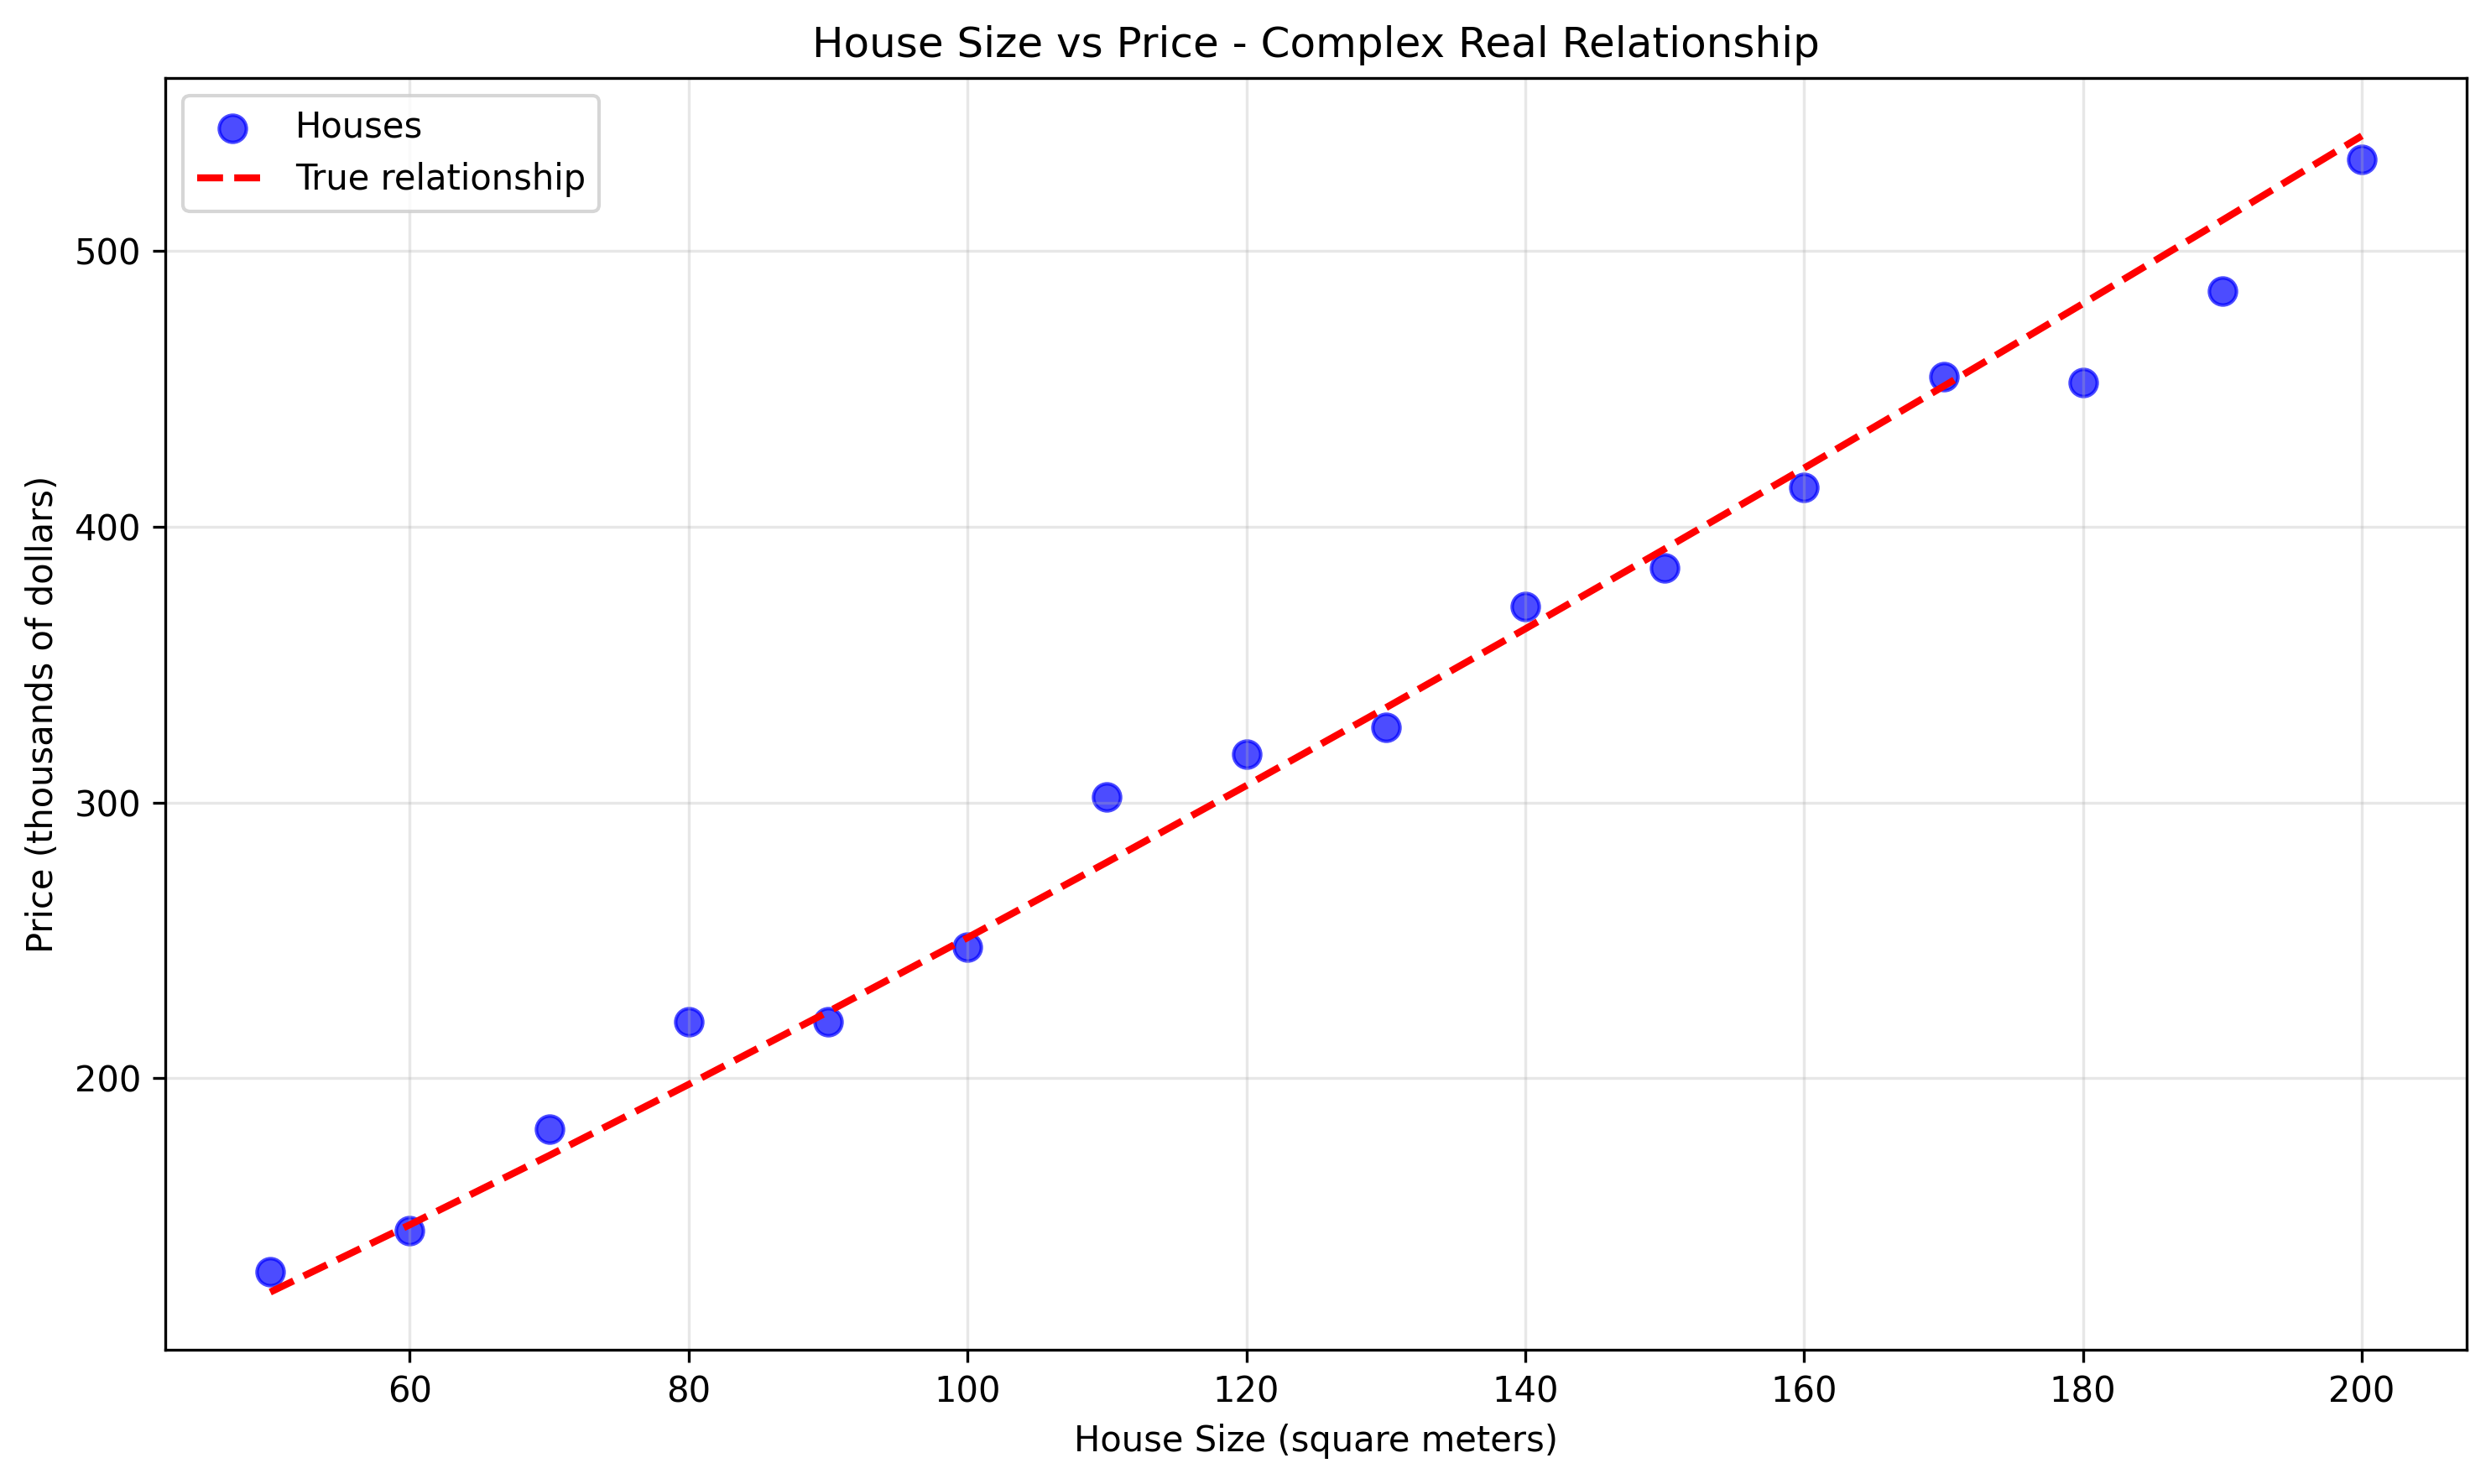 House Size vs Price - Complex Real Relationship
Houses
True relationship
500
400
300
200
Price (thousands of dollars)
60 80 100 120 140 160 180 200
House Size (square meters)